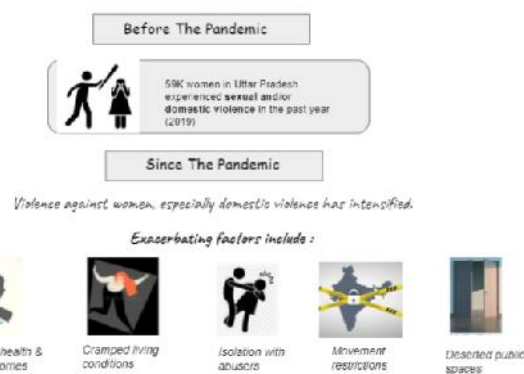 Before The Pandemic
59K women in Uttar Pradesh
experienced sexual and/or
domestic violence in the past year
(2019)
Since The Pandemic
Violence against women, especially domestic violence has intensified.
Exacerbating factors include :
health &
Cramped living
conditions
Isolation with
abusers
Movement
restrictions
Deserted public
spaces